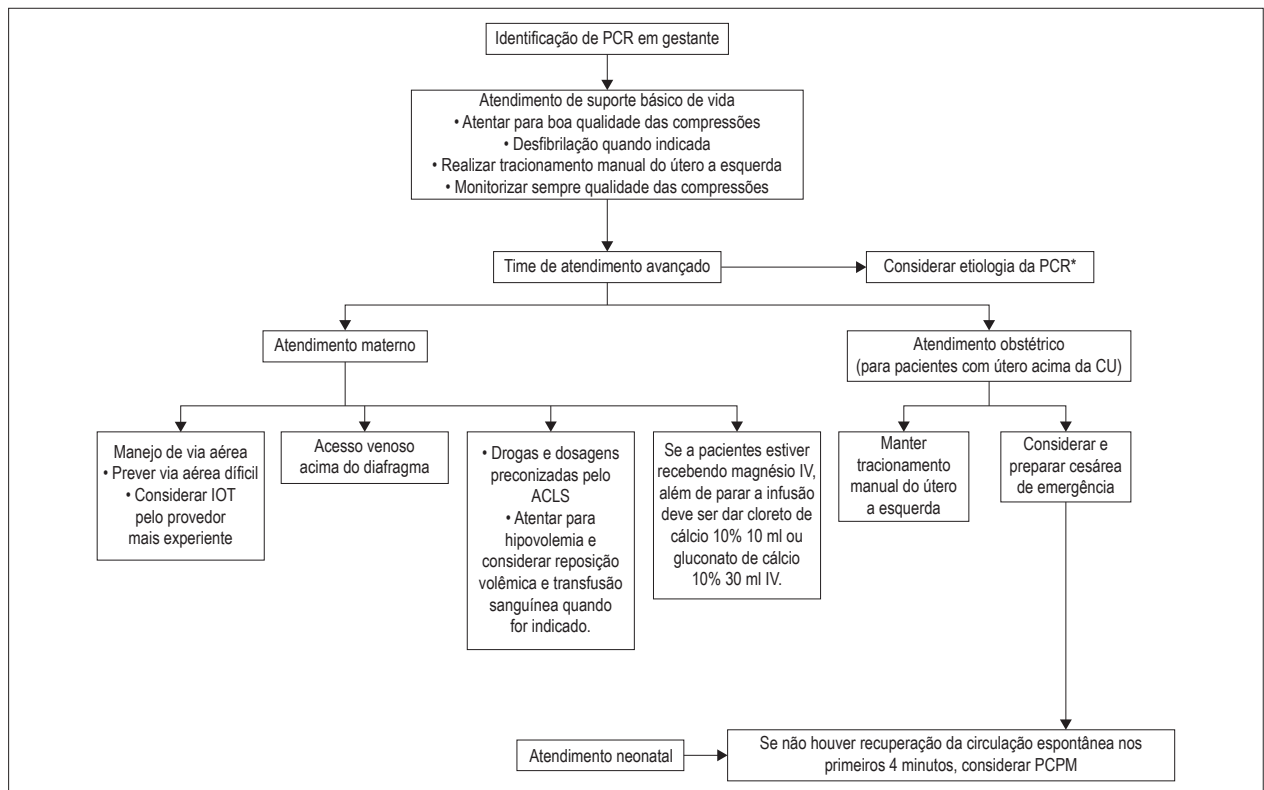 Identificação de PCR em gestante
Atendimento de suporte básico de vida
• Atentar para boa qualidade das compressões
• Desfibrilação quando indicada
• Realizar tracionamento manual do útero a esquerda
• Monitorizar sempre qualidade das compressões
Time de atendimento avançado
Considerar etiologia da PCR*
Atendimento materno
Atendimento obstétrico
(para pacientes com útero acima da CU)
Manejo de via aérea
• Prever via aérea difícil
• Considerar IOT
pelo provedor
mais experiente
Acesso venoso
acima do diafragma
• Drogas e dosagens
preconizadas pelo
ACLS
• Atentar para
hipovolemia e
considerar reposição
volêmica e transfusão
sanguínea quando
for indicado.
Se a pacientes estiver
recebendo magnésio IV,
além de parar a infusão
deve ser dar cloreto de
cálcio 10% 10 ml ou
gluconato de cálcio
10% 30 ml IV.
Manter
tracionamento
manual do útero
a esquerda
Considerar e
preparar cesárea
de emergência
Atendimento neonatal
Se não houver recuperação da circulação espontânea nos
primeiros 4 minutos, considerar PCPM